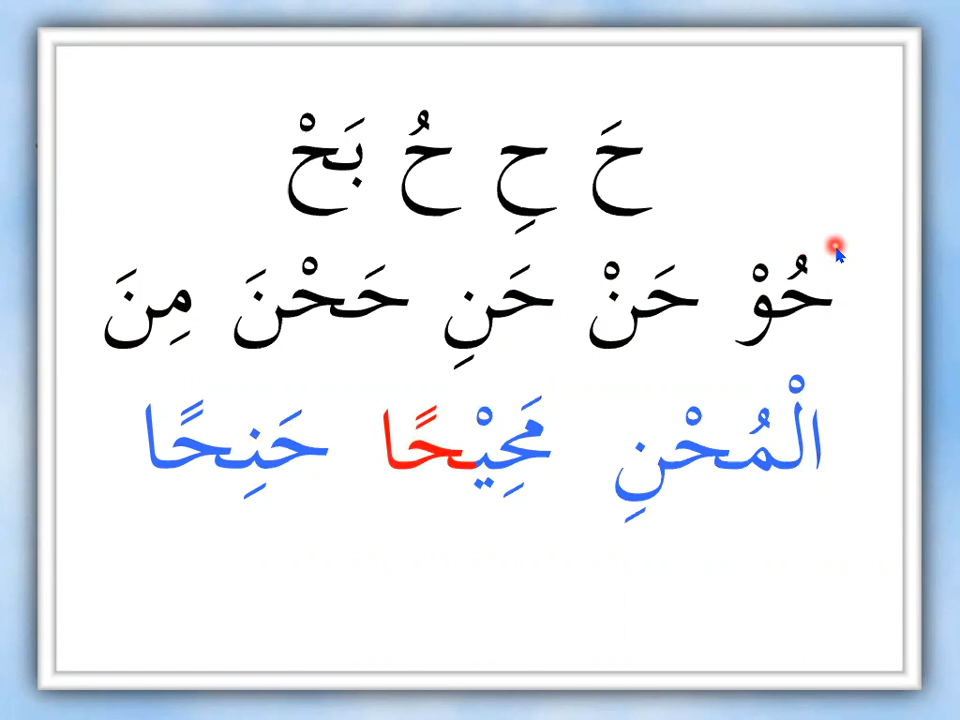 حَ حِ حُ بَحْ
حُوْ حَنْ حَنِ حَحْنَ مِنَ
الْمُحْنِ مَحِيْحًا حَنِحًا